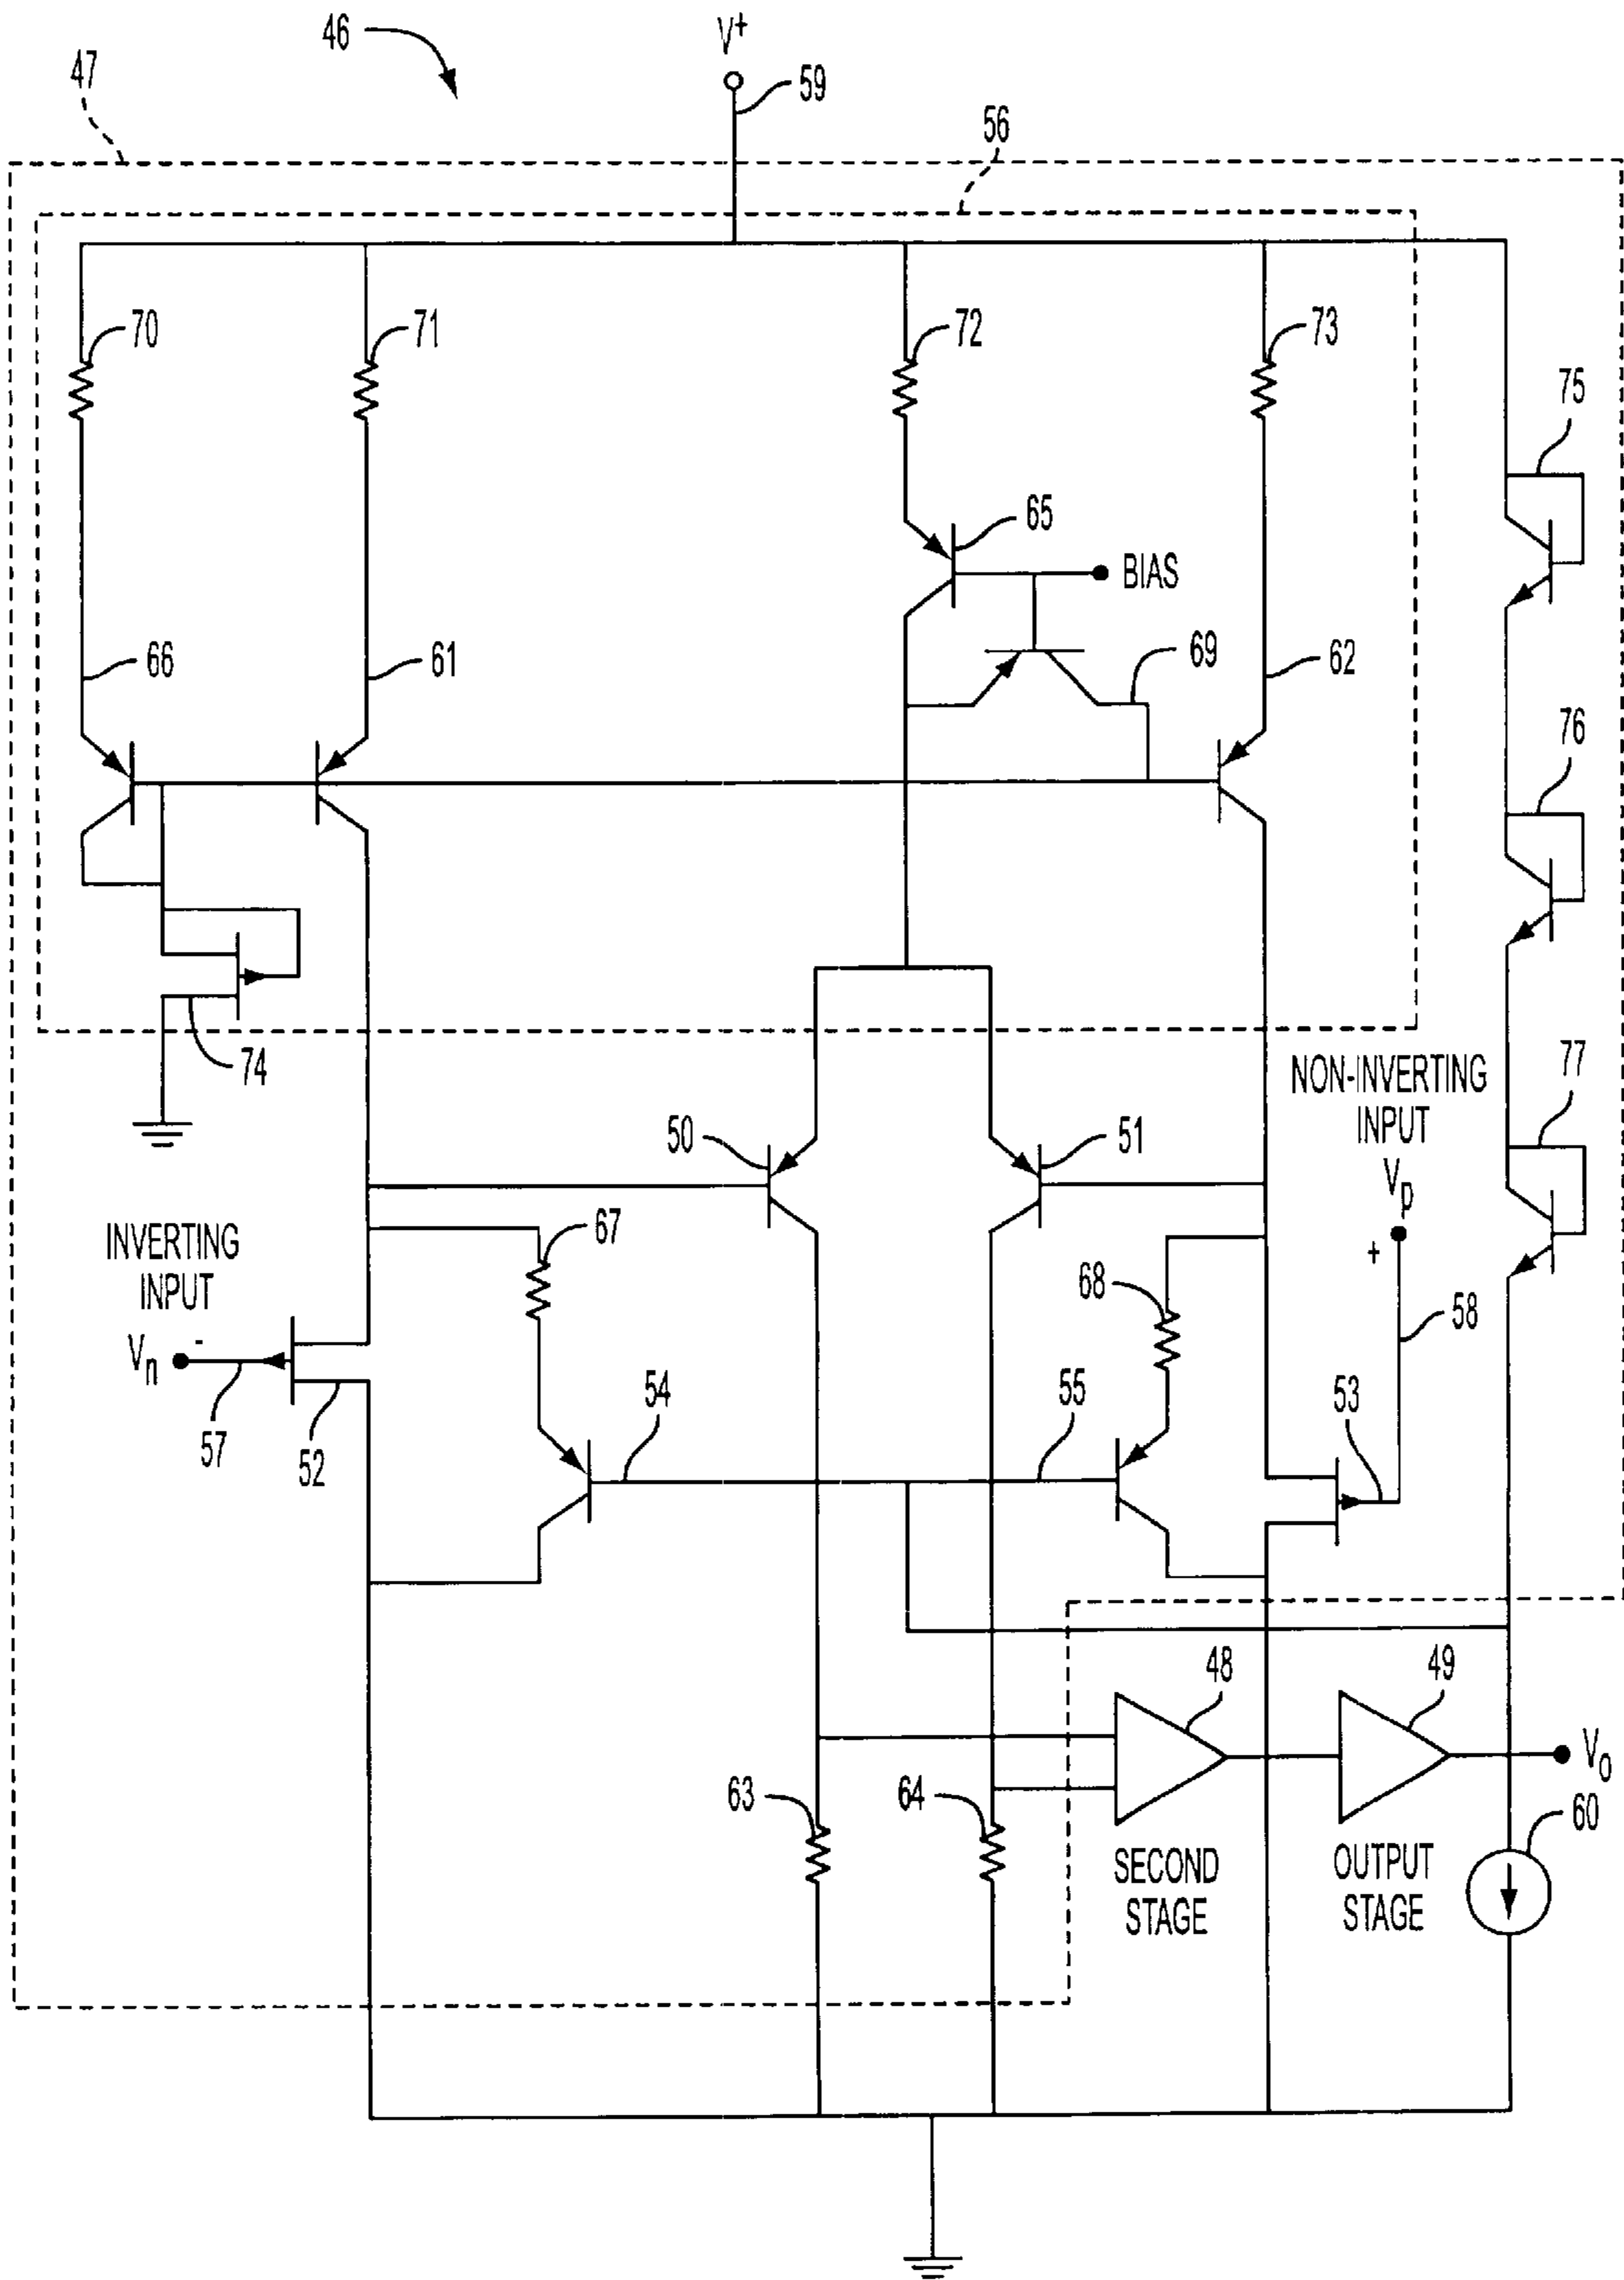 46
V+
47
59
56
70
71
72
73
75
65
BIAS
66
61
69
62
76
74
NON-INVERTING
INPUT
Vp
+
77
50
51
INVERTING
INPUT
Vn
-
67
68
58
57
52
54
55
53
48
49
Vo
63
64
60
SECOND
STAGE
OUTPUT
STAGE